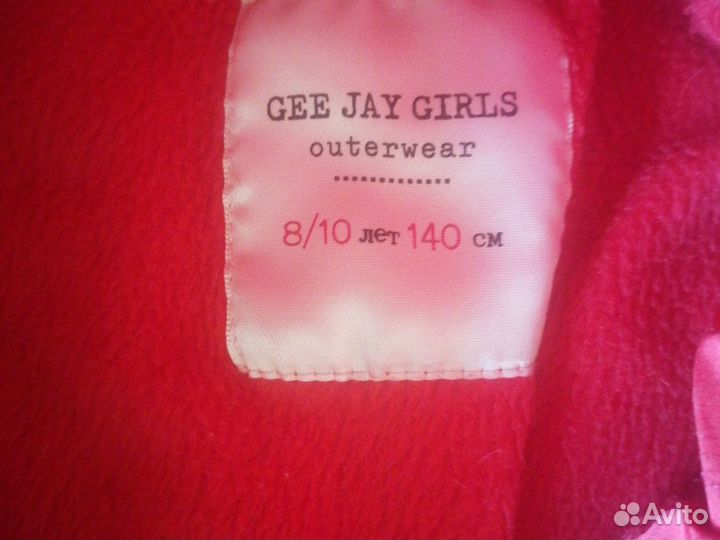 GEE JAY GIRLS
outerwear
8/10 лет 140 см
Avito